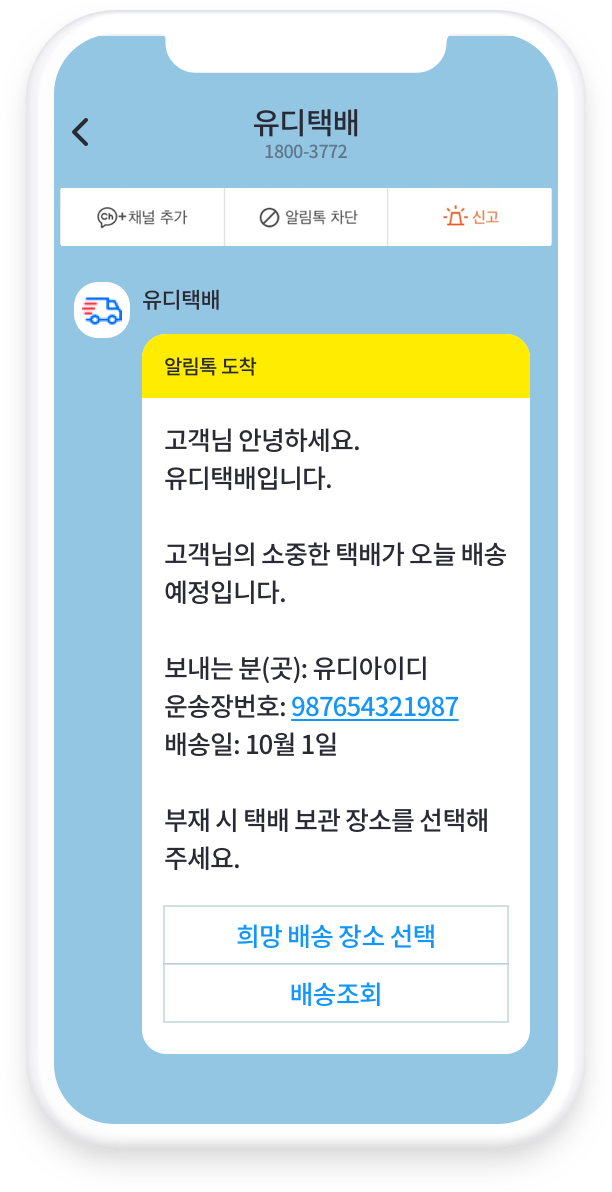 유디택배
1800-3772
Ch+ 채널 추가
알림톡 차단
신고
유디택배
알림톡 도착
고객님 안녕하세요.
유디택배입니다.
고객님의 소중한 택배가 오늘 배송
예정입니다.
보내는 분(곳): 유디아이디
운송장번호: 987654321987
배송일: 10월 1일
부재 시 택배 보관 장소를 선택해
주세요.
희망 배송 장소 선택
배송조회